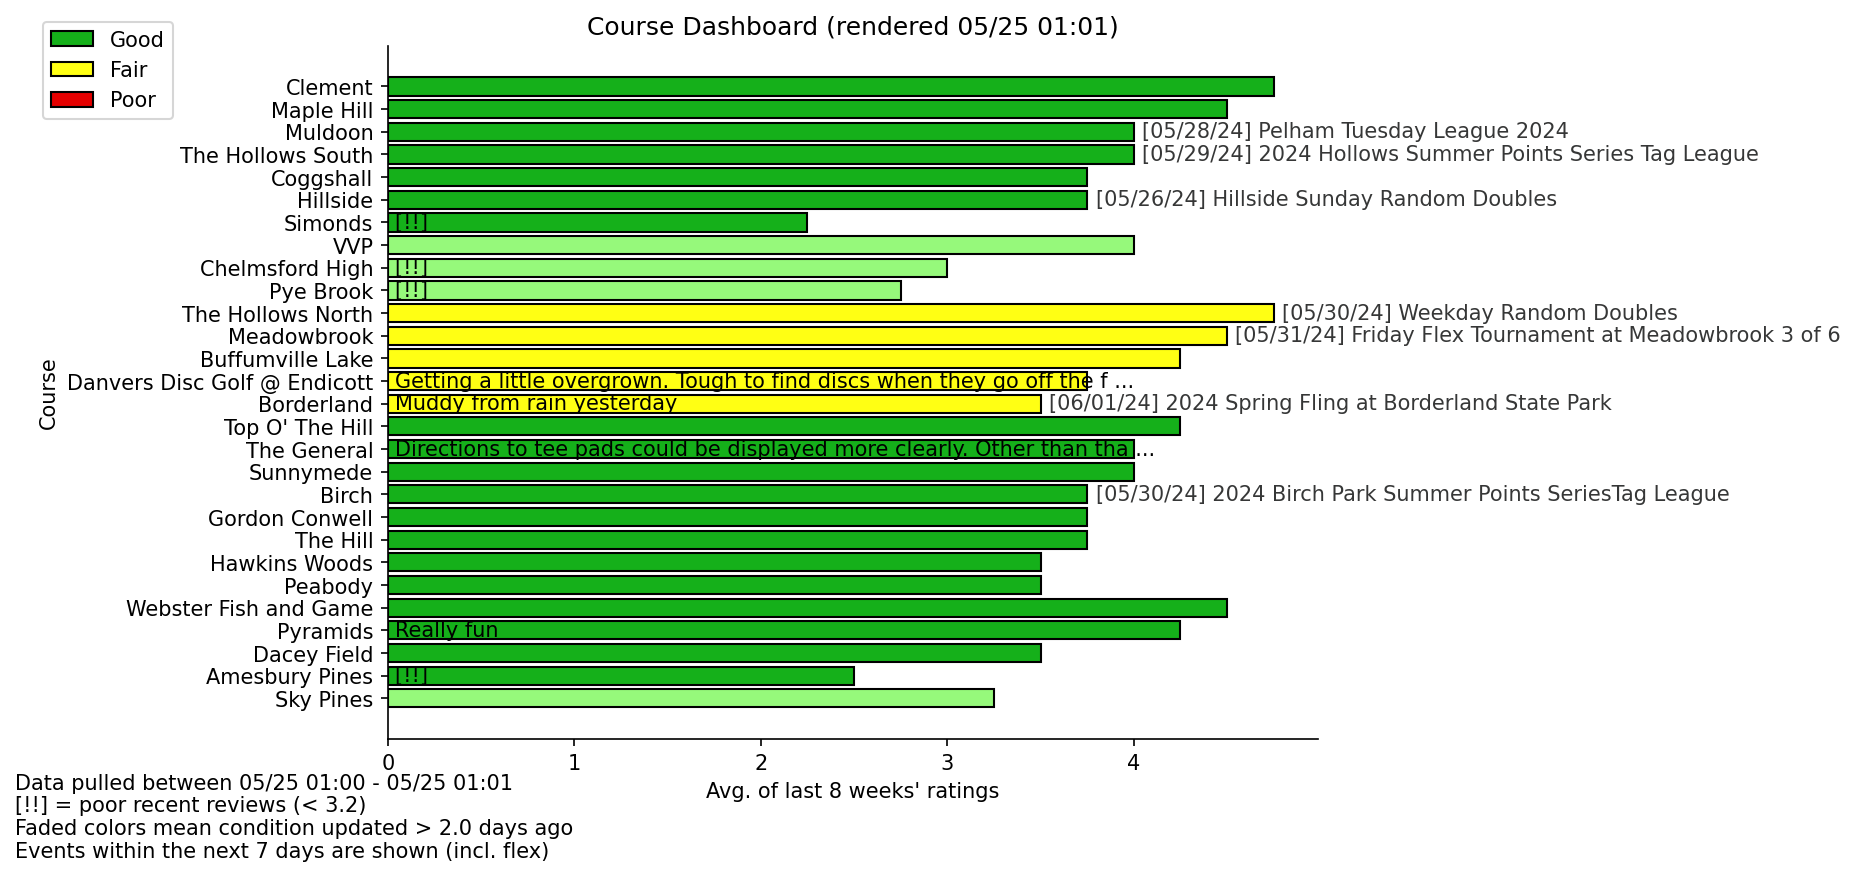 Course Dashboard (rendered 05/25 01:01)
Good
Fair
Poor
Course
Clement
Maple Hill
Muldoon [05/28/24] Pelham Tuesday League 2024
The Hollows South [05/29/24] 2024 Hollows Summer Points Series Tag League
Coggshall
Hillside [05/26/24] Hillside Sunday Random Doubles
Simonds [!!]
VVP
Chelmsford High [!!]
Pye Brook [!!]
The Hollows North [05/30/24] Weekday Random Doubles
Meadowbrook [05/31/24] Friday Flex Tournament at Meadowbrook 3 of 6
Buffumville Lake
Danvers Disc Golf @ Endicott Getting a little overgrown. Tough to find discs when they go off the f ...
Borderland Muddy from rain yesterday [06/01/24] 2024 Spring Fling at Borderland State Park
Top O' The Hill
The General Directions to tee pads could be displayed more clearly. Other than tha ...
Sunnymede
Birch [05/30/24] 2024 Birch Park Summer Points SeriesTag League
Gordon Conwell
The Hill
Hawkins Woods
Peabody
Webster Fish and Game
Pyramids Really fun
Dacey Field
Amesbury Pines [!!]
Sky Pines
0 1 2 3 4
Avg. of last 8 weeks' ratings
Data pulled between 05/25 01:00 - 05/25 01:01
[!!] = poor recent reviews (< 3.2)
Faded colors mean condition updated > 2.0 days ago
Events within the next 7 days are shown (incl. flex)